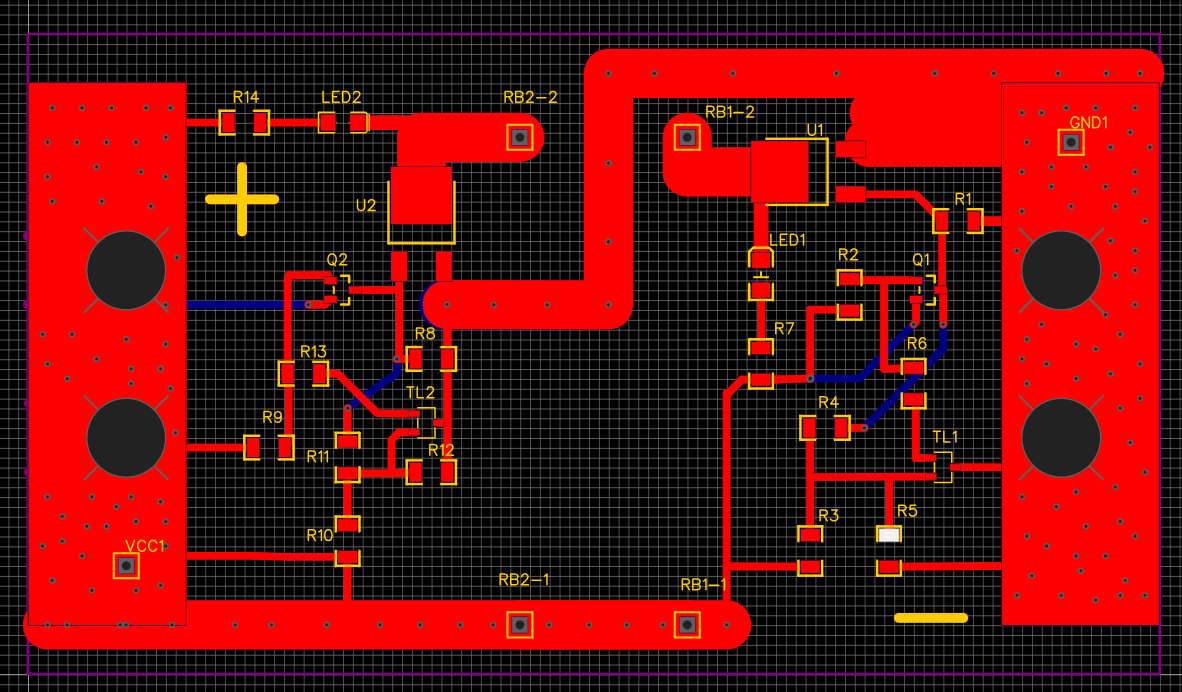 R14
LED2
RB2-2
RB1-2
U1
GND1
U2
R1
Q2
LED1
R2
Q1
R8
R7
R6
R13
TL2
R4
R9
R11
R12
TL1
R10
R3
R5
VCC1
RB2-1
RB1-1